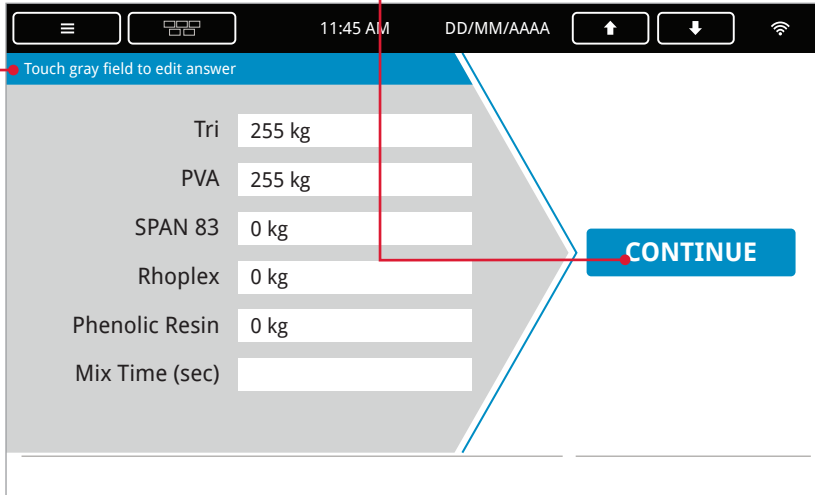 11:45 AM DD/MM/AAAA
Touch gray field to edit answer
Tri 255 kg
PVA 255 kg
SPAN 83 0 kg
Rhoplex 0 kg
Phenolic Resin 0 kg
Mix Time (sec)
CONTINUE